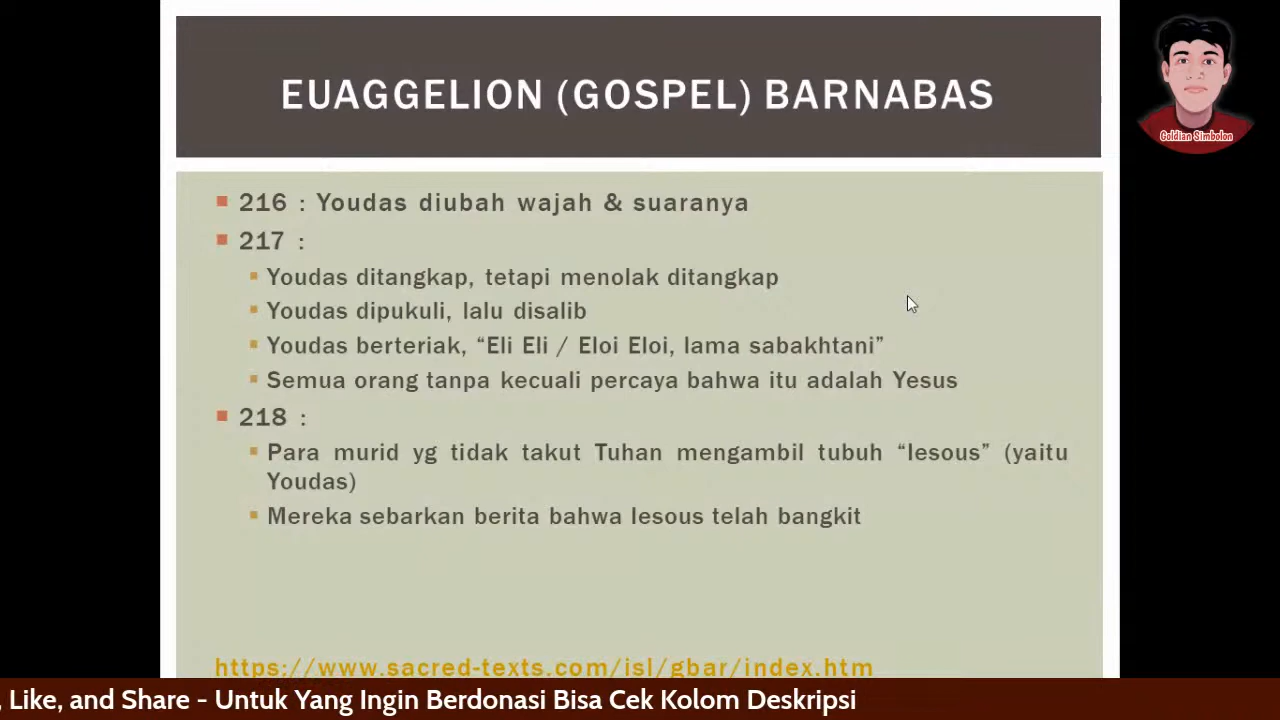 EUAGGELION (GOSPEL) BARNABAS
Goldian Simbolon
216 : Youdas diubah wajah & suaranya
217 :
Youdas ditangkap, tetapi menolak ditangkap
Youdas dipukuli, lalu disalib
Youdas berteriak, “Eli Eli / Eloi Eloi, lama sabakhtani”
Semua orang tanpa kecuali percaya bahwa itu adalah Yesus
218 :
Para murid yg tidak takut Tuhan mengambil tubuh “Iesous” (yaitu
Youdas)
Mereka sebarkan berita bahwa Iesous telah bangkit
https://www.sacred-texts.com/isl/gbar/index.htm
, Like, and Share - Untuk Yang Ingin Berdonasi Bisa Cek Kolom Deskripsi